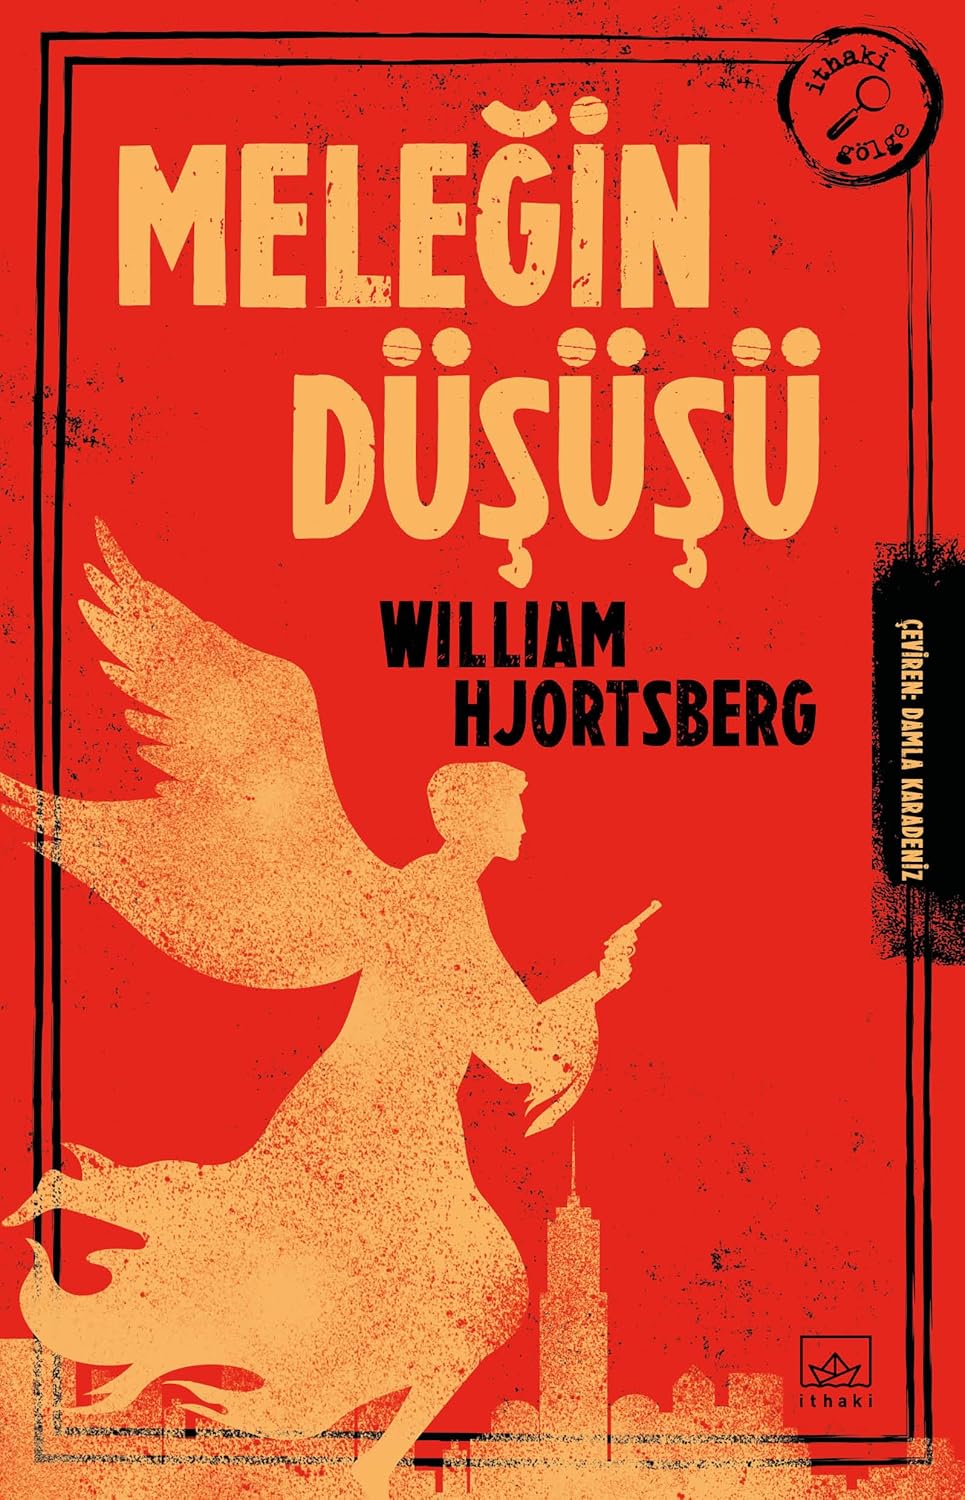 ithaki
gölge
MELEĞİN
DÜŞÜŞÜ
WILLIAM
HJORTSBERG
ÇEVİREN: DAMLA KARADENİZ
ithaki